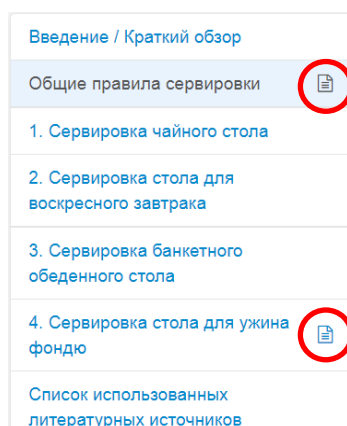 Введение / Краткий обзор
Общие правила сервировки
1. Сервировка чайного стола
2. Сервировка стола для
воскресного завтрака
3. Сервировка банкетного
обеденного стола
4. Сервировка стола для ужина
фондю
Список использованных
литературных источников